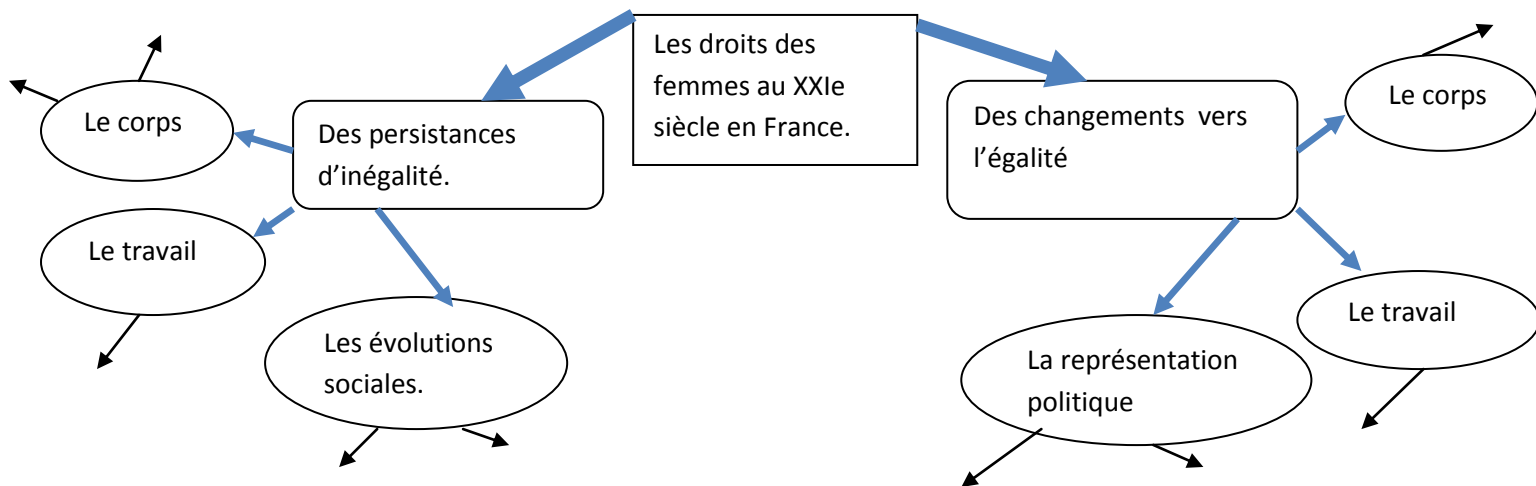 Les droits des
femmes au XXIe
siècle en France.
Le corps
Des persistances
d’inégalité.
Le travail
Les évolutions
sociales.
Des changements  vers
l’égalité
Le corps
Le travail
La représentation
politique